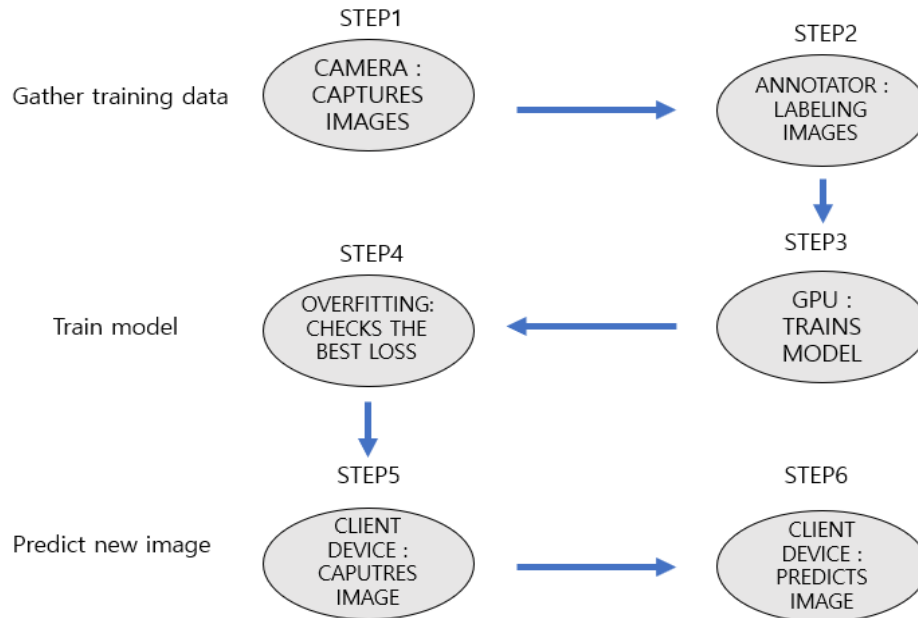 STEP1
STEP2
Gather training data
CAMERA :
CAPTURES
IMAGES
ANNOTATOR :
LABELING
IMAGES
STEP4
STEP3
Train model
OVERFITTING:
CHECKS THE
BEST LOSS
GPU :
TRAINS
MODEL
STEP5
STEP6
Predict new image
CLIENT
DEVICE :
CAPUTRES
IMAGE
CLIENT
DEVICE :
PREDICTS
IMAGE